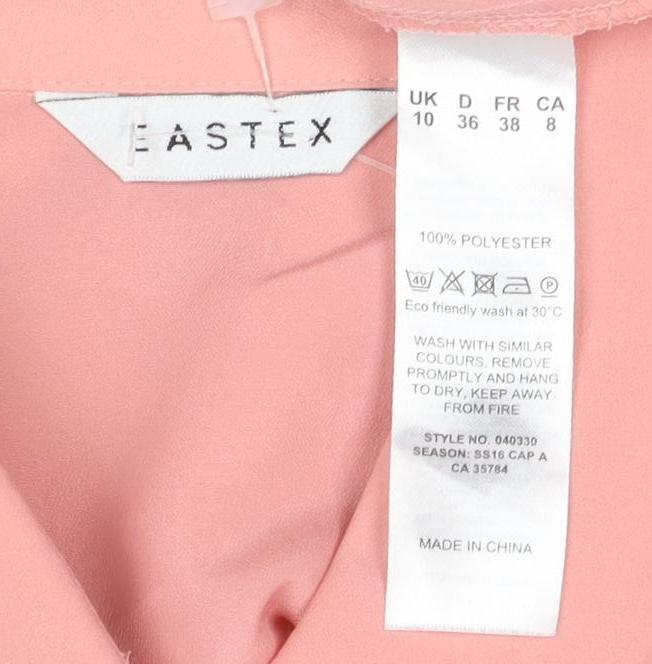 EASTEX
UK D FR CA
10 36 38 8
100% POLYESTER
40 P
Eco friendly wash at 30°C
WASH WITH SIMILAR
COLOURS, REMOVE
PROMPTLY AND HANG
TO DRY, KEEP AWAY
FROM FIRE
STYLE NO. 040330
SEASON: SS16 CAP A
CA 35784
MADE IN CHINA